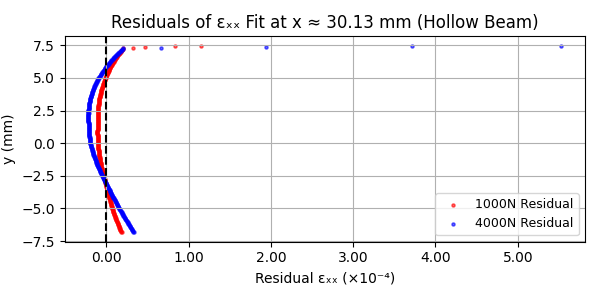 Residuals of εₓₓ Fit at x ≈ 30.13 mm (Hollow Beam)
y (mm)
7.5
5.0
2.5
0.0
−2.5
−5.0
−7.5
1000N Residual
4000N Residual
0.00 1.00 2.00 3.00 4.00 5.00
Residual εₓₓ (×10⁻⁴)